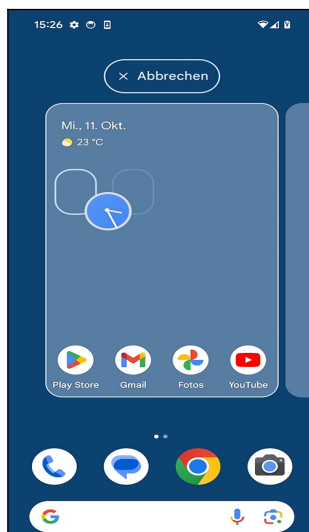 15:26
× Abbrechen
Mi., 11. Okt.
23 °C
Play Store Gmail Fotos YouTube